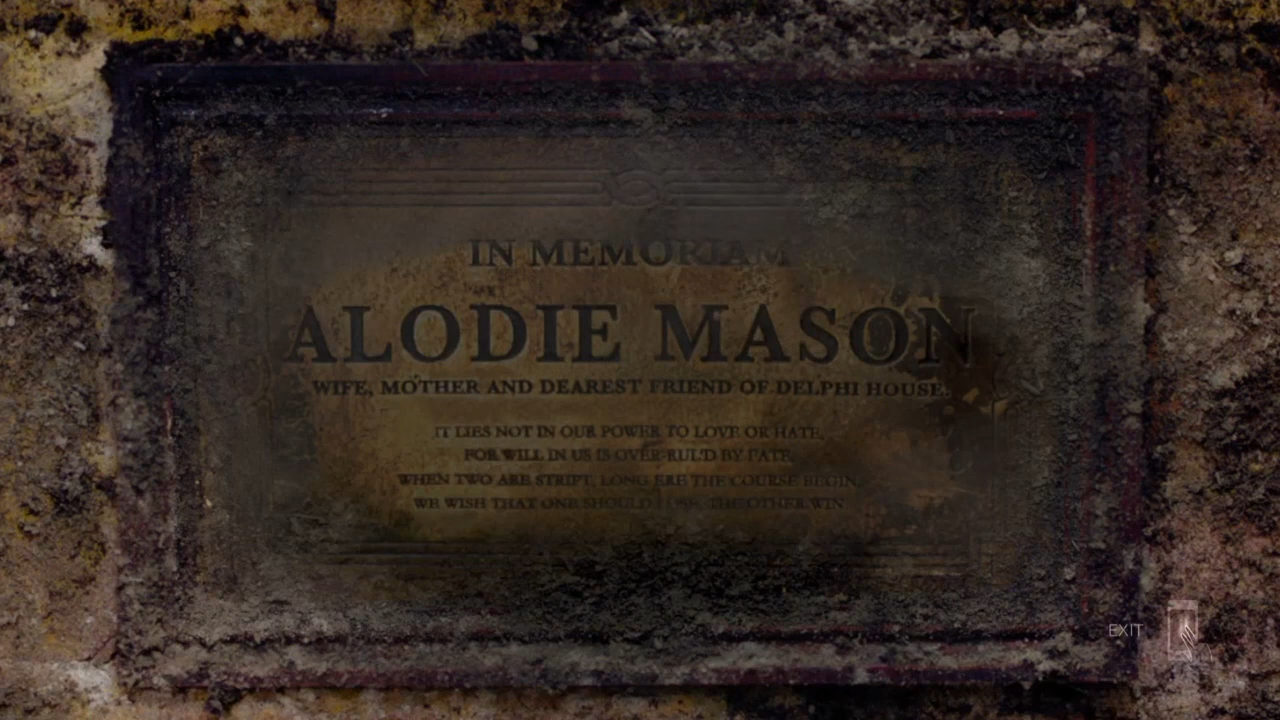 IN MEMORIAM
ALODIE MASON
WIFE, MOTHER AND DEAREST FRIEND OF DELPHI HOUSE.
IT LIES NOT IN OUR POWER TO LOVE OR HATE,
FOR WILL IN US IS OVER-RUL'D BY FATE.
WHEN TWO ARE STRIPT, LONG ERE THE COURSE BEGIN,
WE WISH THAT ONE SHOULD LOSE, THE OTHER WIN
EXIT